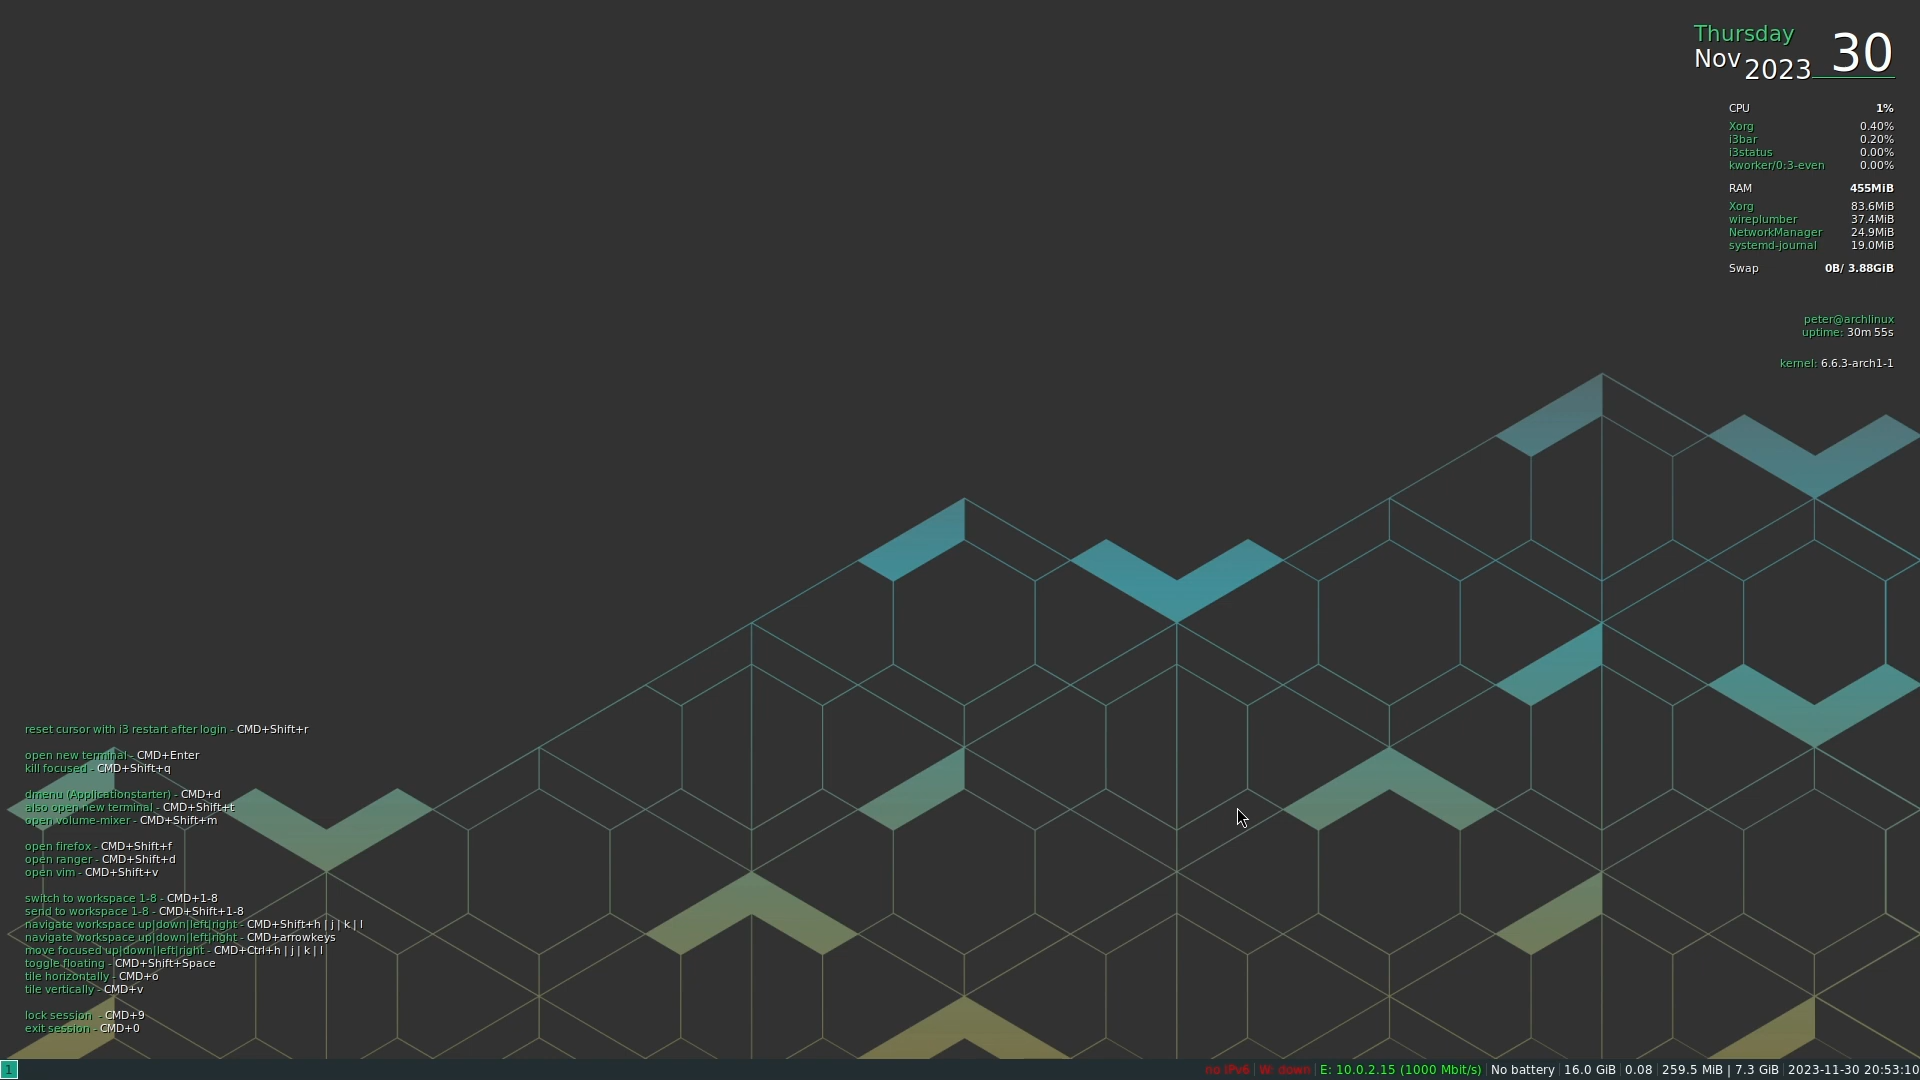 Thursday
Nov 2023 30
CPU 1%
Xorg 0.40%
i3bar 0.20%
i3status 0.00%
kworker/0:3-even 0.00%
RAM 455MiB
Xorg 83.6MiB
wireplumber 37.4MiB
NetworkManager 24.9MiB
systemd-journal 19.0MiB
Swap 0B/ 3.88GiB
peter@archlinux
uptime: 30m 55s
kernel: 6.6.3-arch1-1
reset cursor with i3 restart after login - CMD+Shift+r
open new terminal - CMD+Enter
kill focused - CMD+Shift+q
dmenu (Applicationstarter) - CMD+d
also open new terminal - CMD+Shift+t
open volume-mixer - CMD+Shift+m
open firefox - CMD+Shift+f
open ranger - CMD+Shift+d
open vim - CMD+Shift+v
switch to workspace 1-8 - CMD+1-8
send to workspace 1-8 - CMD+Shift+1-8
navigate workspace up|down|left|right - CMD+Shift+h | j | k | l
navigate workspace up|down|left|right - CMD+arrowkeys
move focused up|down|left|right - CMD+Ctrl+h | j | k | l
toggle floating - CMD+Shift+Space
tile horizontally - CMD+o
tile vertically - CMD+v
lock session - CMD+9
exit session - CMD+0
1 no IPv6 | W: down | E: 10.0.2.15 (1000 Mbit/s) | No battery | 16.0 GiB | 0.08 | 259.5 MiB | 7.3 GiB | 2023-11-30 20:53:10